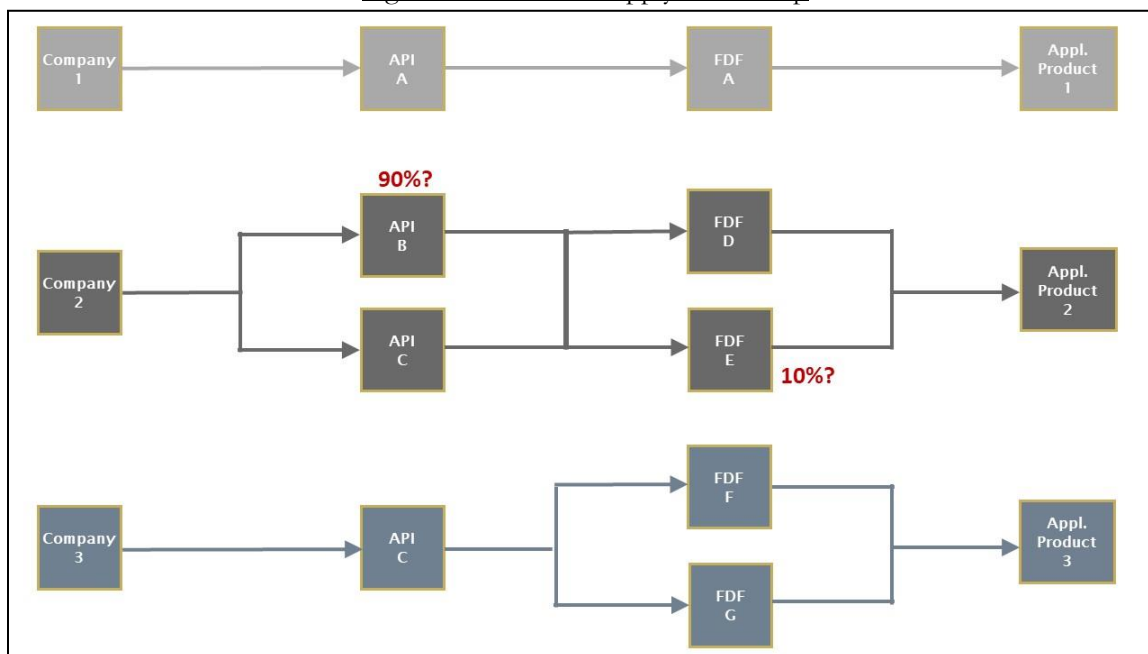 Company
1
API
A
FDF
A
Appl.
Product
1
90%?
Company
2
API
B
API
C
FDF
D
FDF
E
10%?
Appl.
Product
2
Company
3
API
C
FDF
F
FDF
G
Appl.
Product
3